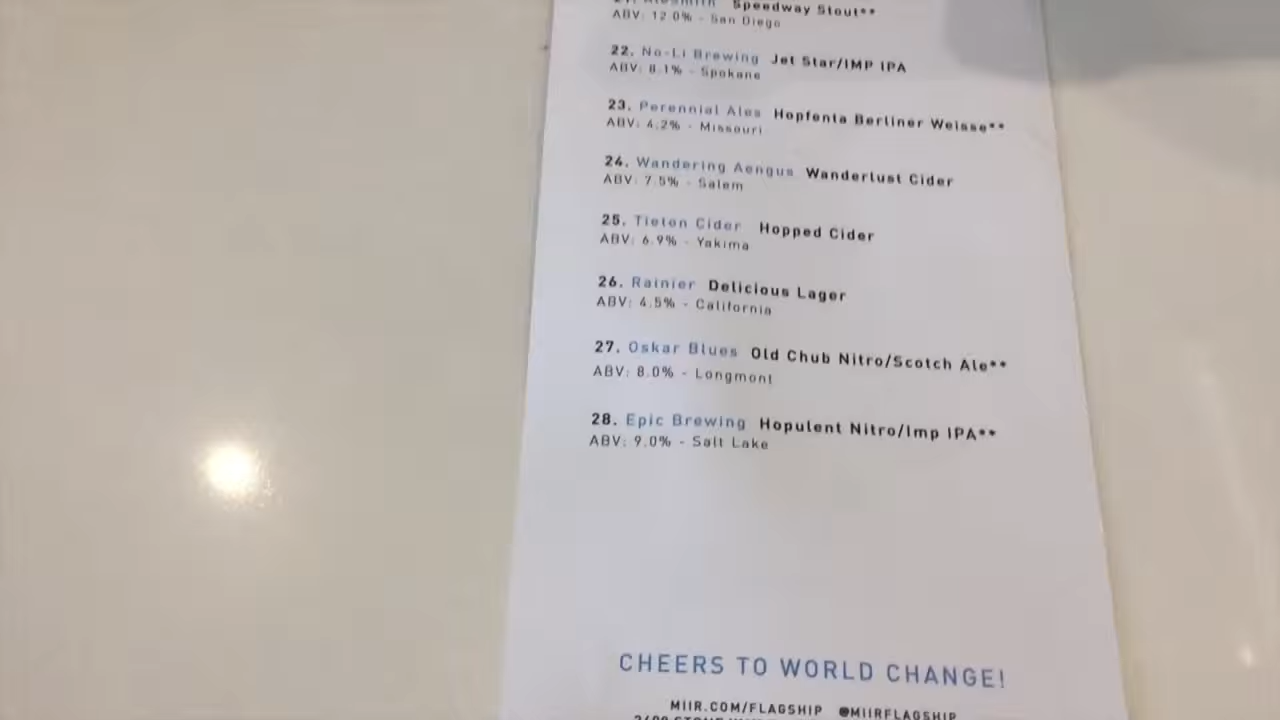 Speedway Stout**
ABV: 12.0% - San Diego
22. No-Li Brewing Jet Star/IMP IPA
ABV: 8.1% - Spokane
23. Perennial Ales Hopfenta Berliner Weisse**
ABV: 4.2% - Missouri
24. Wandering Aengus Wanderlust Cider
ABV: 7.5% - Salem
25. Tieton Cider Hopped Cider
ABV: 6.9% - Yakima
26. Rainier Delicious Lager
ABV: 4.5% - California
27. Oskar Blues Old Chub Nitro/Scotch Ale**
ABV: 8.0% - Longmont
28. Epic Brewing Hopulent Nitro/Imp IPA**
ABV: 9.0% - Salt Lake
CHEERS TO WORLD CHANGE!
MIIR.COM/FLAGSHIP @MIIRFLAGSHIP